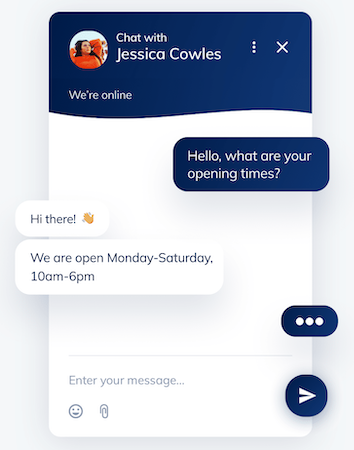 Chat with
Jessica Cowles
We're online
Hello, what are your
opening times?
Hi there! 👋
We are open Monday-Saturday,
10am-6pm
Enter your message...